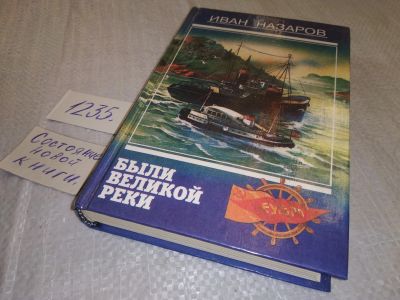 ИВАН НАЗАРОВ
1235.
Состояние
новой
книги.
БЫЛИ
ВЕЛИКОЙ
РЕКИ